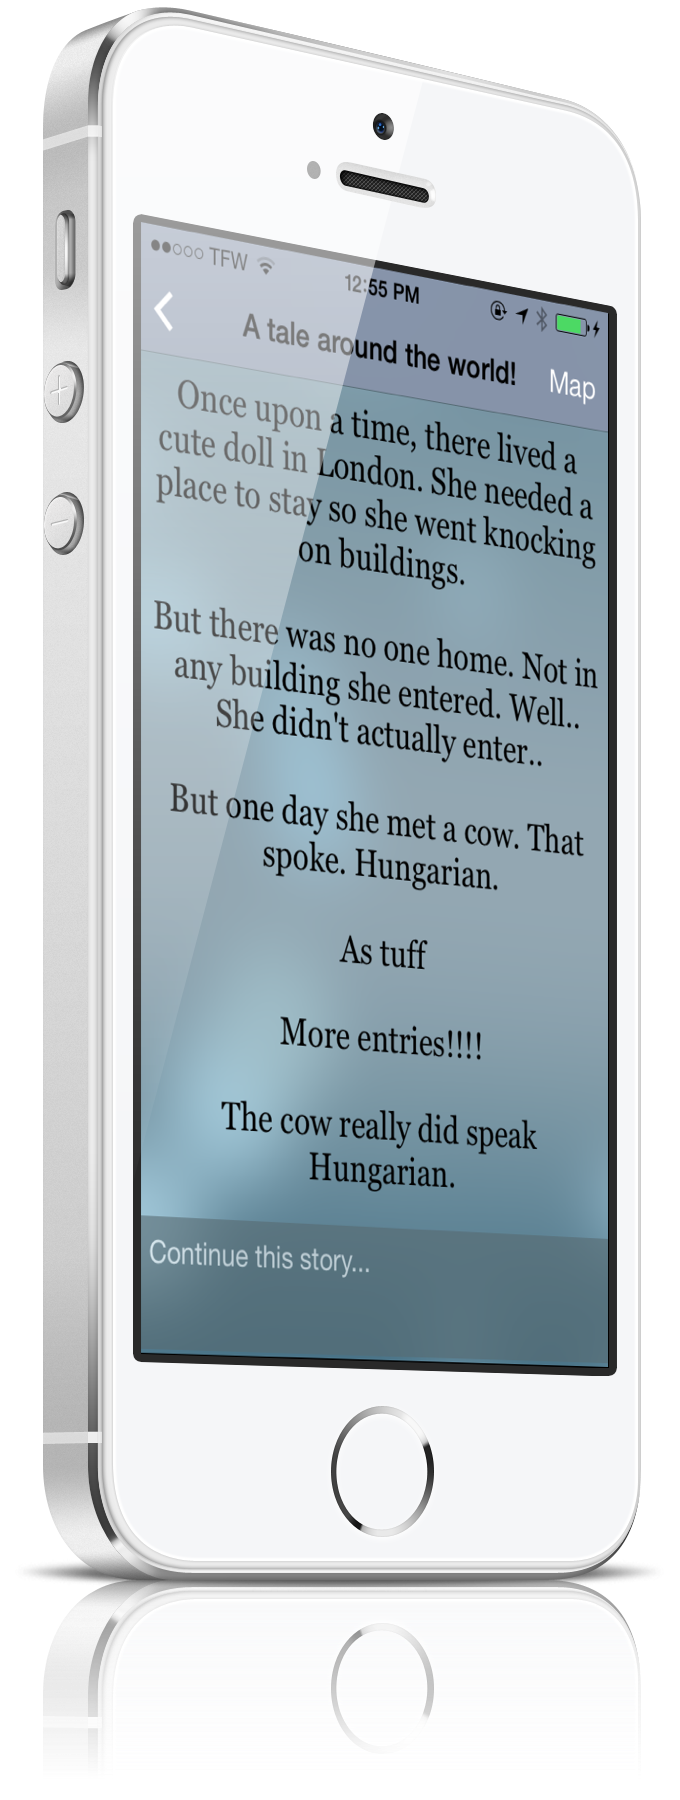 TFW
12:55 PM
A tale around the world!
Map
Once upon a time, there lived a
cute doll in London. She needed a
place to stay so she went knocking
on buildings.
But there was no one home. Not in
any building she entered. Well..
She didn't actually enter..
But one day she met a cow. That
spoke. Hungarian.
As tuff
More entries!!!!
The cow really did speak
Hungarian.
Continue this story...